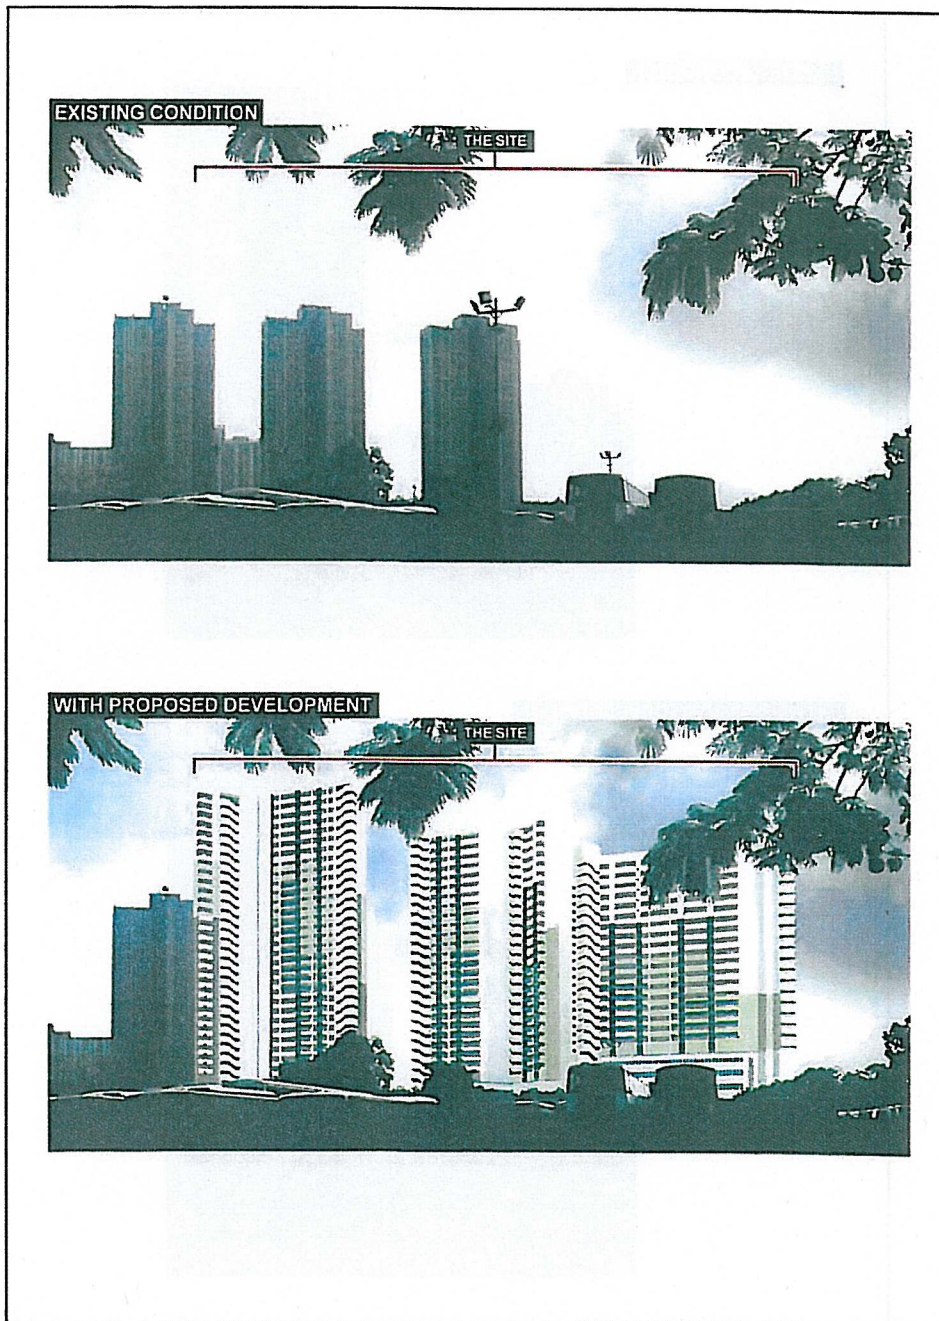 EXISTING CONDITION
THE SITE
WITH PROPOSED DEVELOPMENT
THE SITE